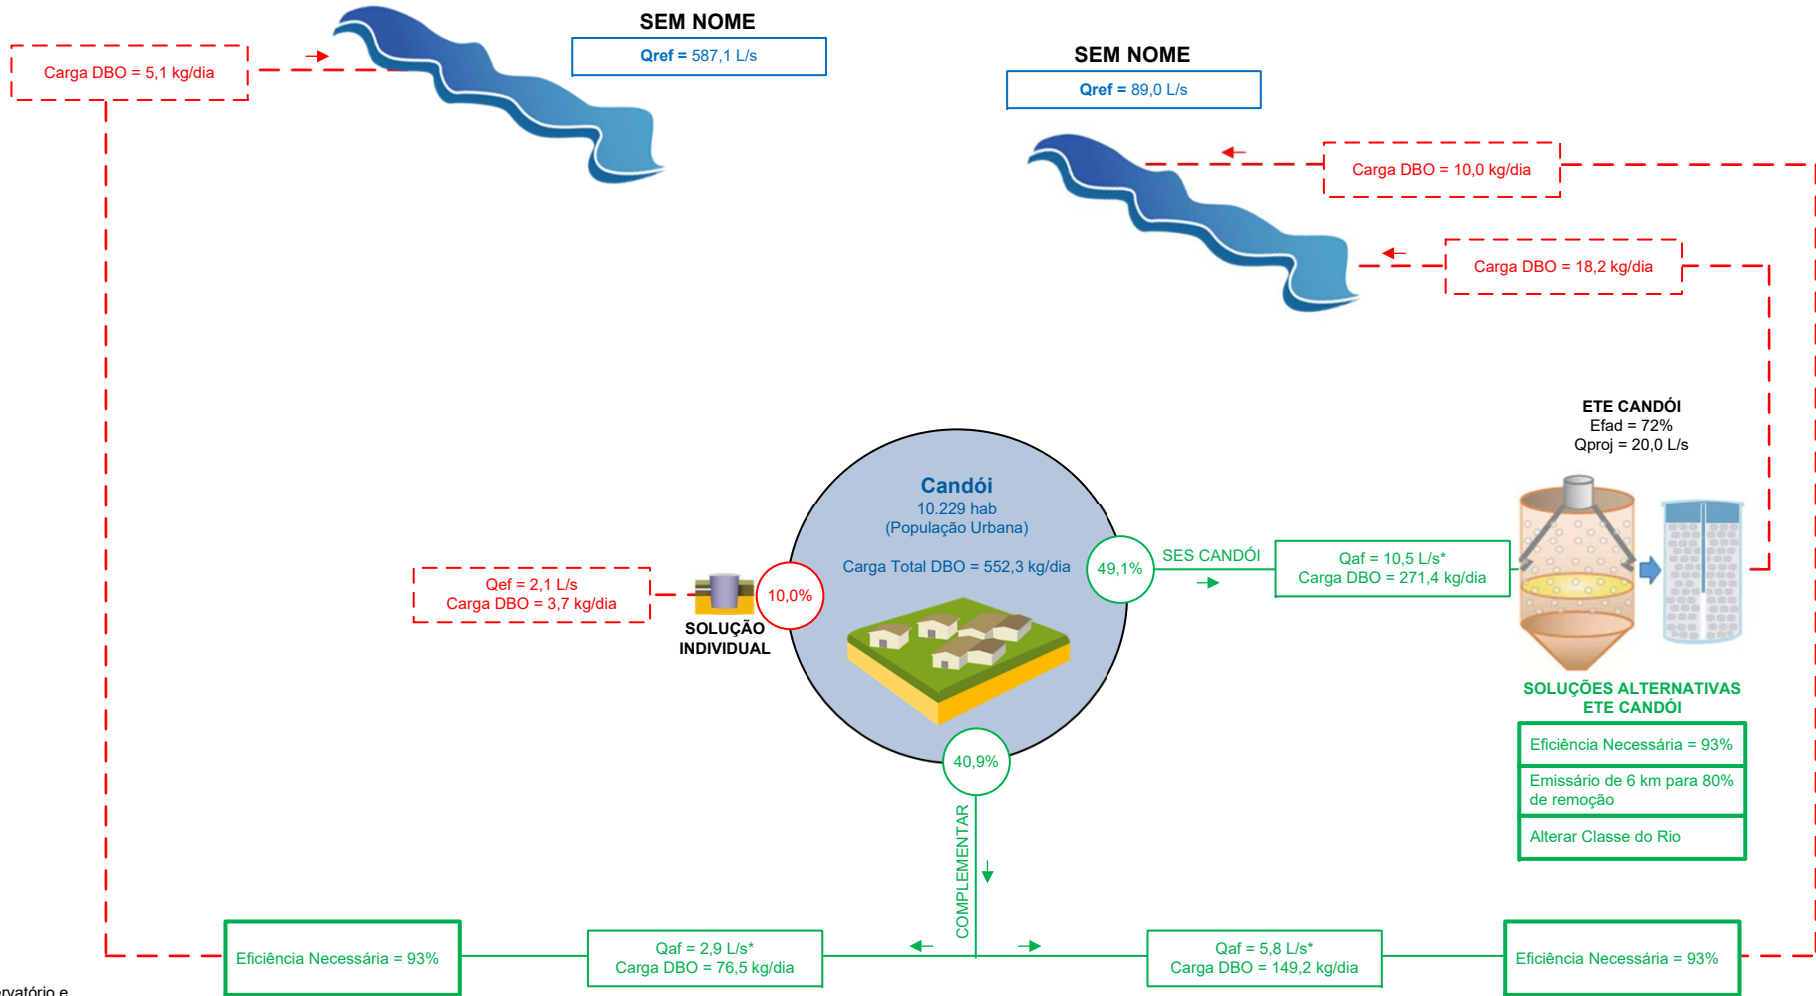 SEM NOME
Qref = 587,1 L/s
Carga DBO = 5,1 kg/dia
SEM NOME
Qref = 89,0 L/s
Carga DBO = 10,0 kg/dia
Carga DBO = 18,2 kg/dia
ETE CANDÓI
Efad = 72%
Qproj = 20,0 L/s
Candói
10.229 hab
(População Urbana)
Carga Total DBO = 552,3 kg/dia
49,1%
SES CANDÓI
Qaf = 10,5 L/s*
Carga DBO = 271,4 kg/dia
Qef = 2,1 L/s
Carga DBO = 3,7 kg/dia
10,0%
SOLUÇÃO
INDIVIDUAL
SOLUÇÕES ALTERNATIVAS
ETE CANDÓI
Eficiência Necessária = 93%
Emissário de 6 km para 80%
de remoção
Alterar Classe do Rio
40,9%
COMPLEMENTAR
Eficiência Necessária = 93%
Qaf = 2,9 L/s*
Carga DBO = 76,5 kg/dia
Qaf = 5,8 L/s*
Carga DBO = 149,2 kg/dia
Eficiência Necessária = 93%
ervatório e